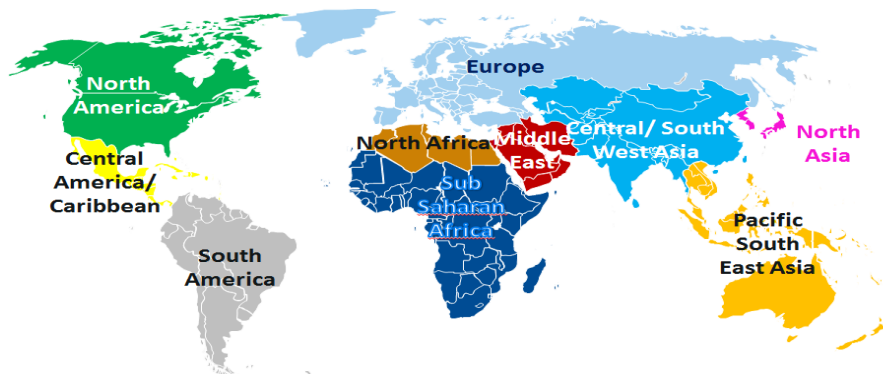 North
America
Central
America/
Caribbean
South
America
Europe
North Africa
Middle
East
Sub
Saharan
Africa
Central/ South
West Asia
North
Asia
Pacific
South
East Asia